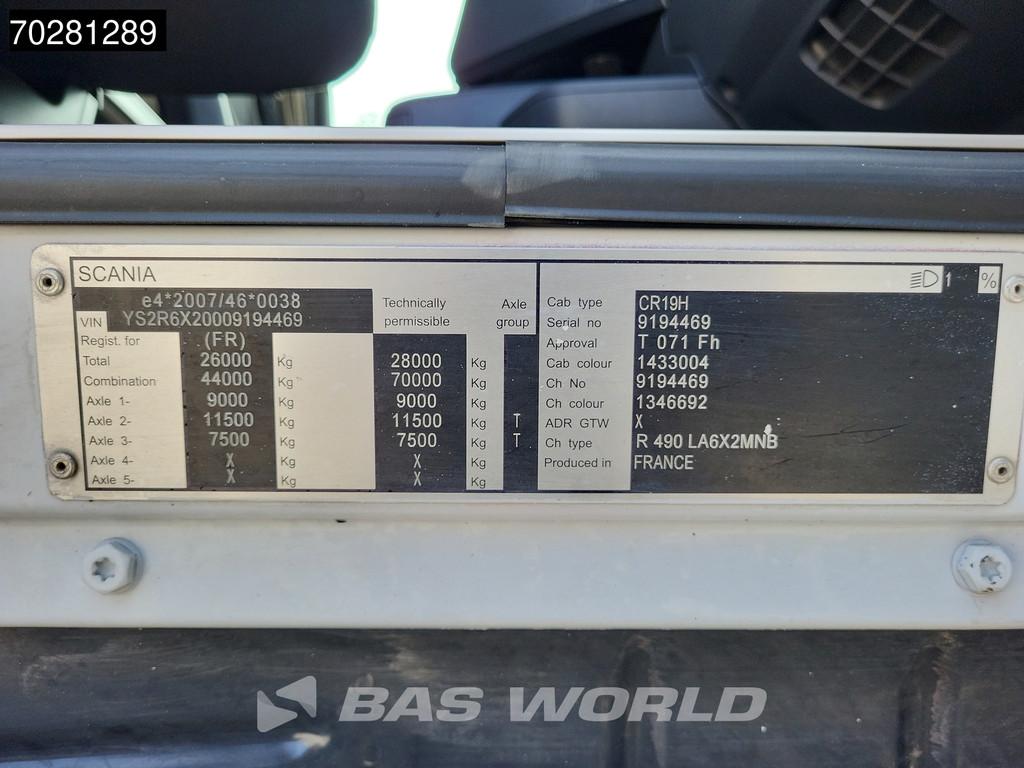 70281289
SCANIA
1 %
e4*2007/46*0038
VIN YS2R6X20009194469
Technically permissible
Axle group
Regist. for (FR)
Total 26000 Kg 28000 Kg
Combination 44000 Kg 70000 Kg
Axle 1- 9000 Kg 9000 Kg
Axle 2- 11500 Kg 11500 Kg T
Axle 3- 7500 Kg 7500 Kg T
Axle 4- X Kg X Kg
Axle 5- X Kg X Kg
Cab type CR19H
Serial no 9194469
Approval T 071 Fh
Cab colour 1433004
Ch No 9194469
Ch colour 1346692
ADR GTW X
Ch type R 490 LA6X2MNB
Produced in FRANCE
BAS WORLD